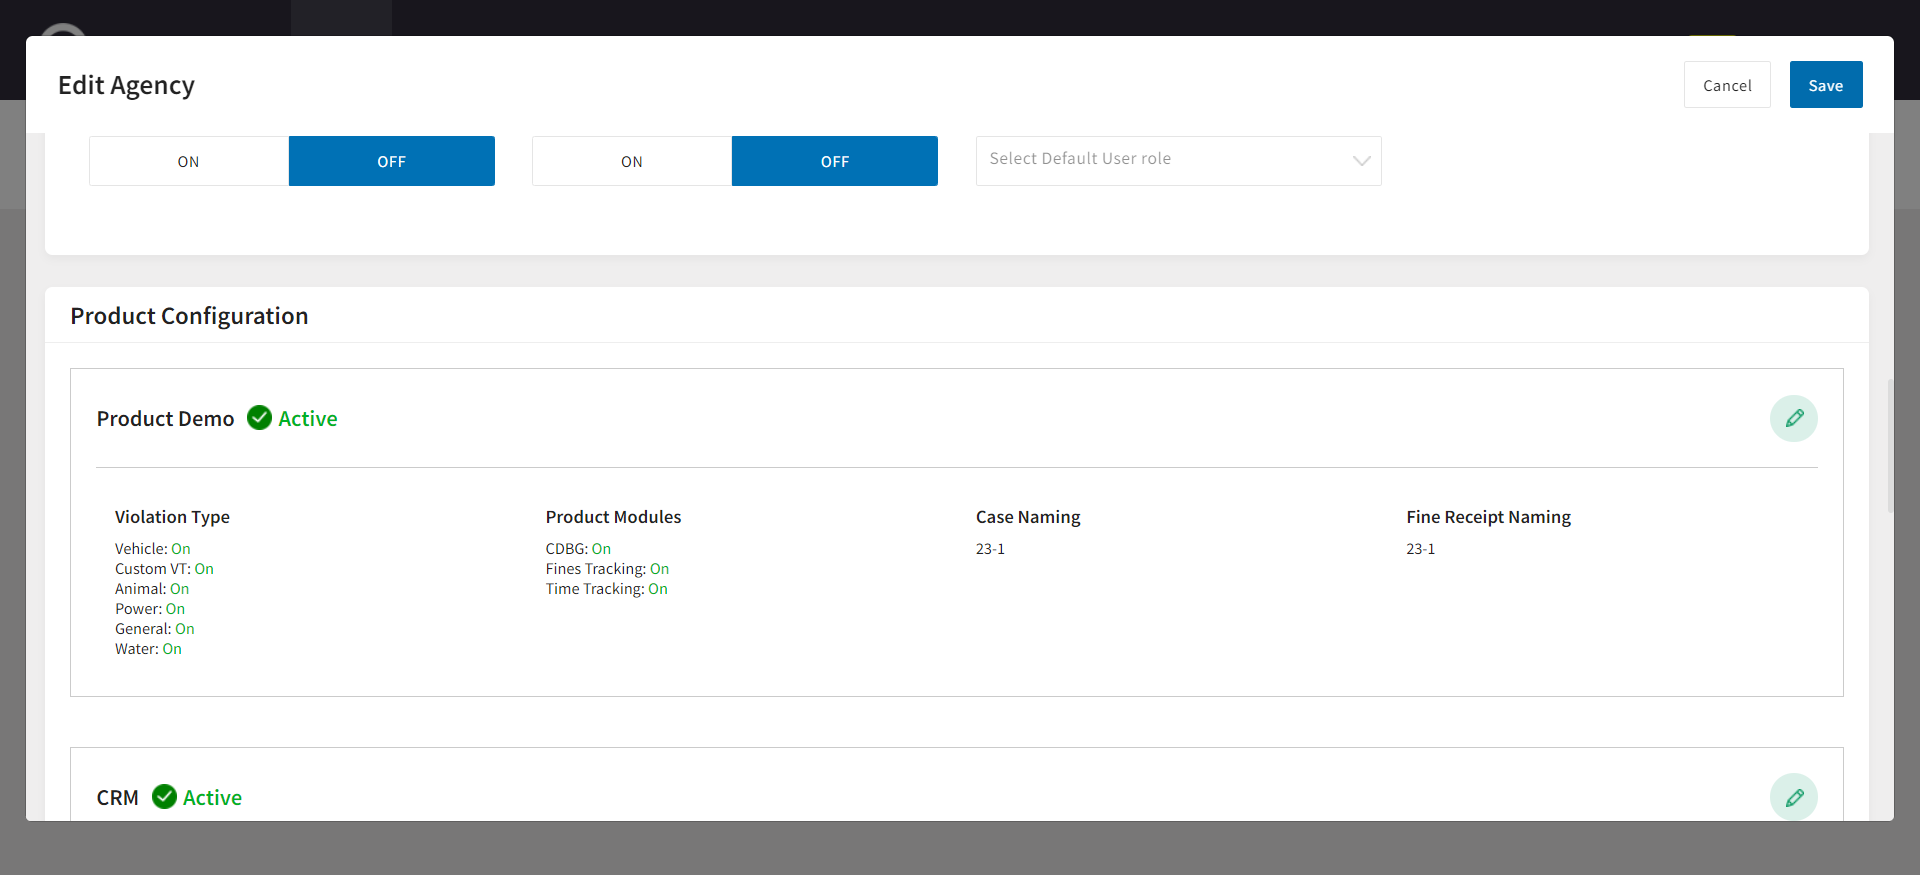 Edit Agency
Cancel
Save
ON
OFF
ON
OFF
Select Default User role
Product Configuration
Product Demo
Active
Violation Type
Vehicle: On
Custom VT: On
Animal: On
Power: On
General: On
Water: On
Product Modules
CDBG: On
Fines Tracking: On
Time Tracking: On
Case Naming
23-1
Fine Receipt Naming
23-1
CRM
Active